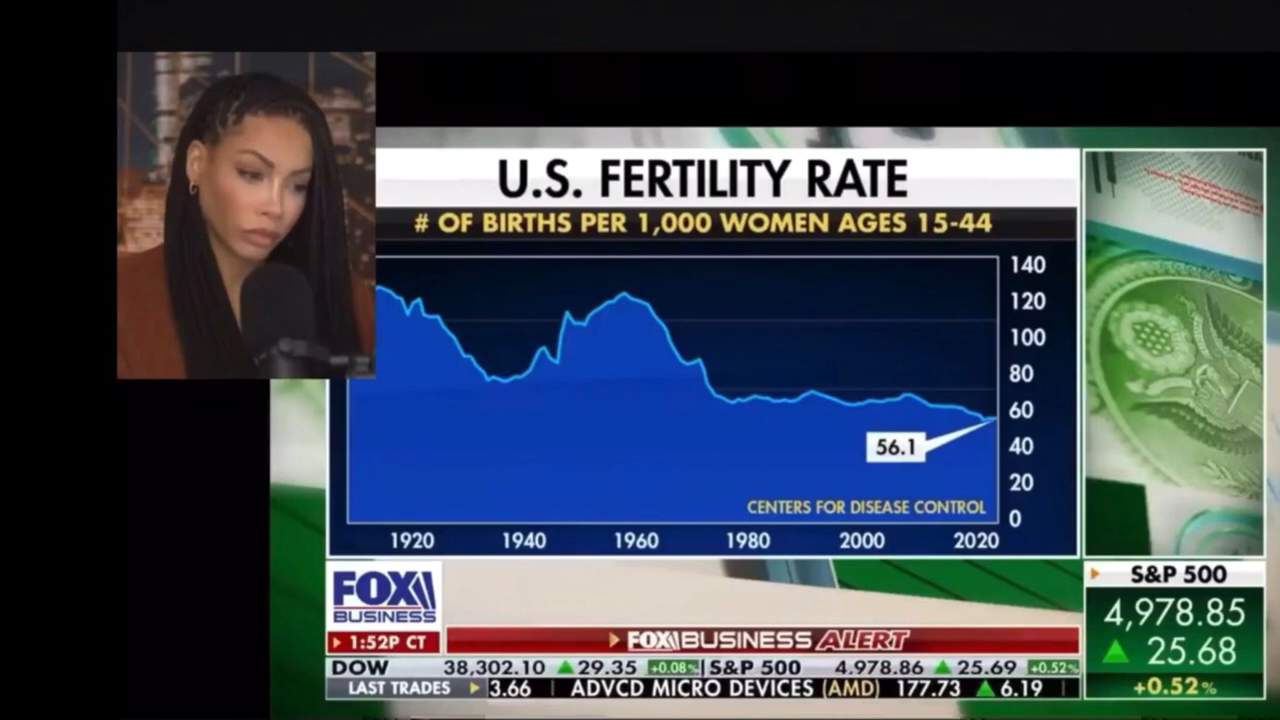 U.S. FERTILITY RATE
# OF BIRTHS PER 1,000 WOMEN AGES 15-44
140
120
100
80
60
40
20
0
56.1
CENTERS FOR DISEASE CONTROL
1920 1940 1960 1980 2000 2020
FOX
BUSINESS
1:52P CT
FOX BUSINESS ALERT
S&P 500
4,978.85
25.68
+0.52%
DOW 38,302.10 29.35 +0.08% S&P 500 4,978.86 25.69 +0.52%
LAST TRADES 3.66 ADVCD MICRO DEVICES (AMD) 177.73 6.19